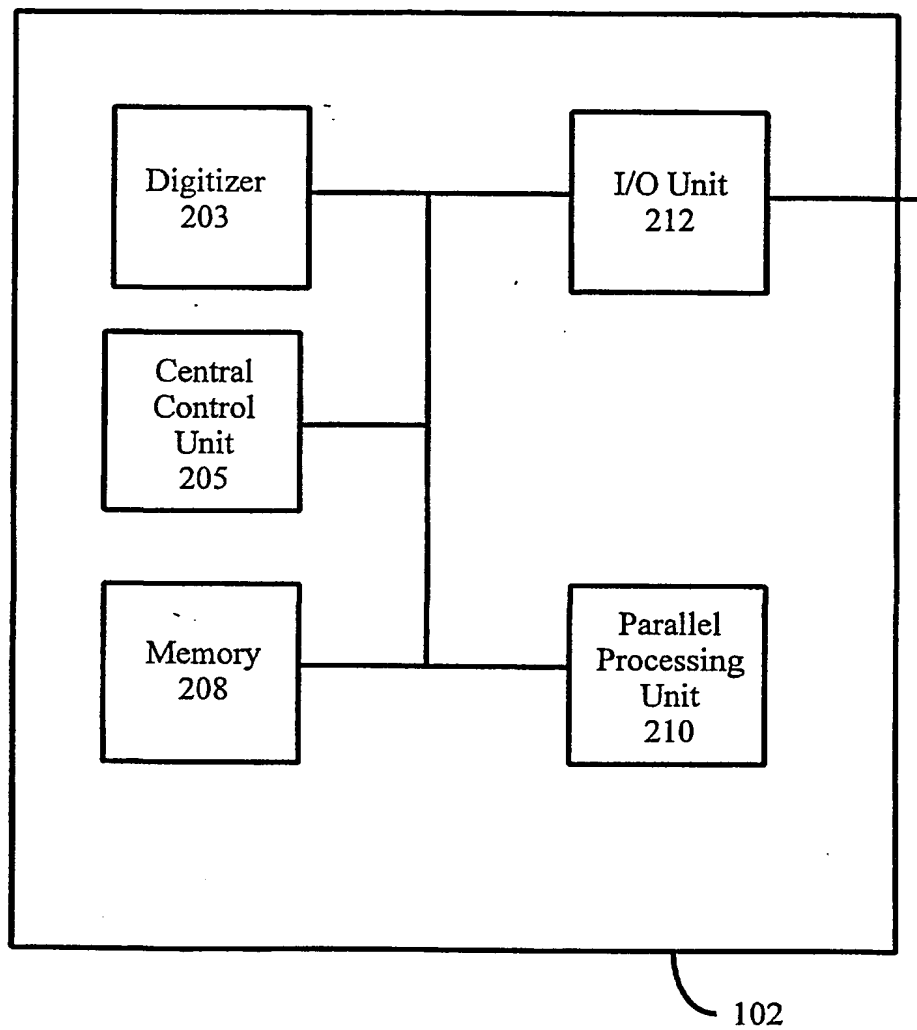 Digitizer
203
I/O Unit
212
Central
Control
Unit
205
Memory
208
Parallel
Processing
Unit
210
102